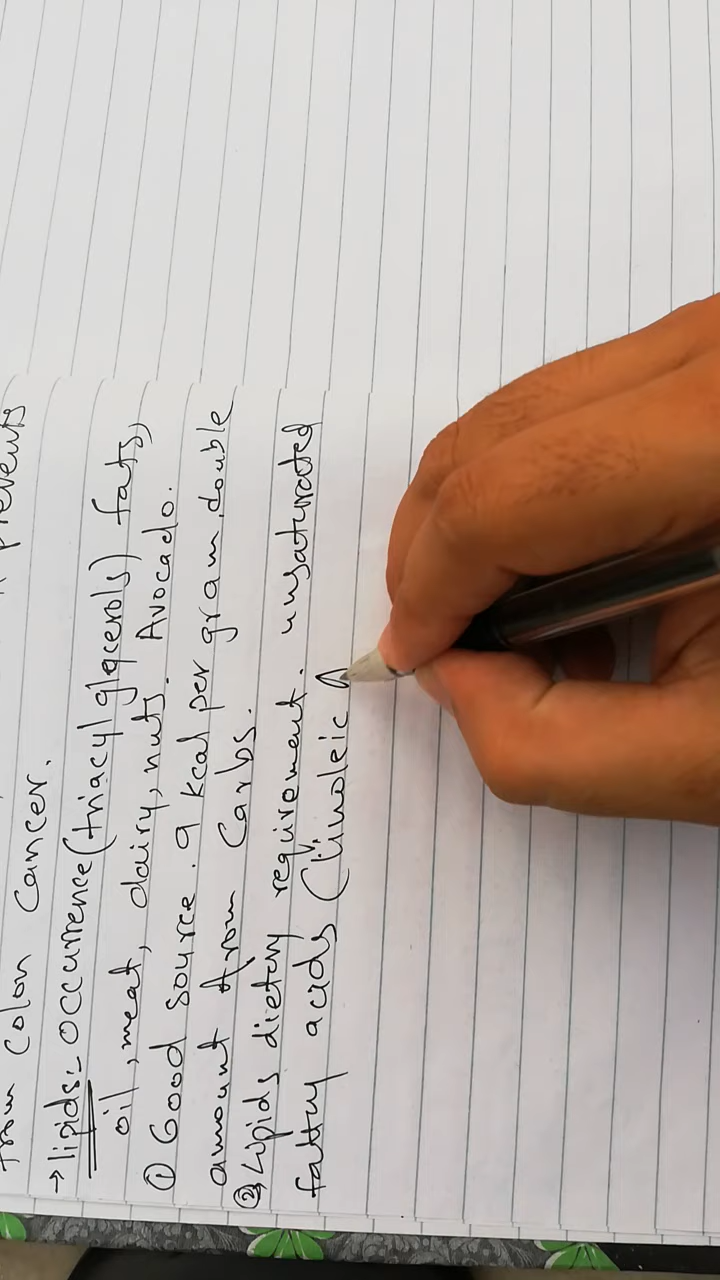 prevents
from Colon Cancer.
→ lipids:- occurrence (triacylglycerols) fats,
oil, meat, dairy, nuts. Avocado.
① Good source. 9 kcal per gram, double
amount from Carbs.
② Lipids dietary requirement. unsaturated
fatty acids (linoleic